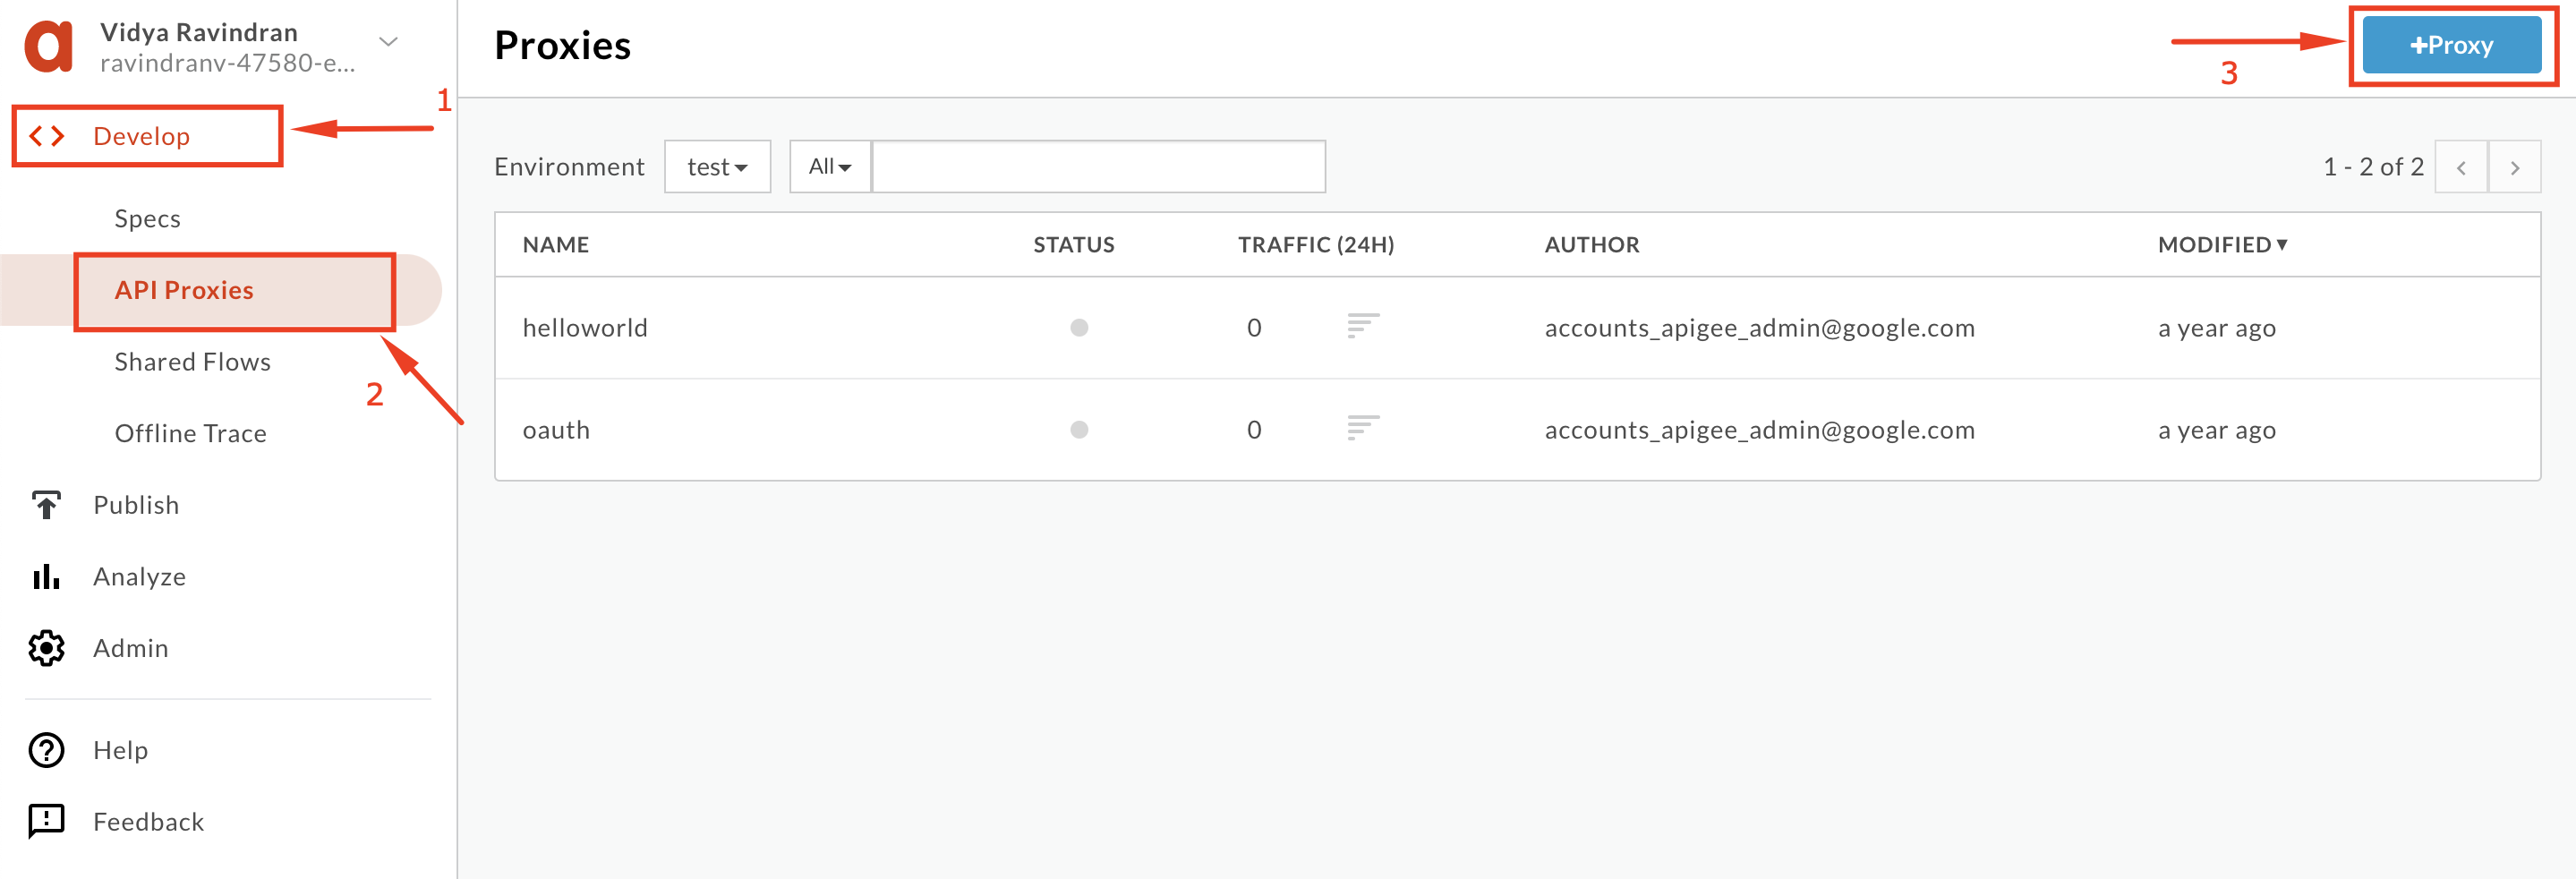 Vidya Ravindran
ravindranv-47580-e...
1
Develop
Specs
API Proxies
2
Shared Flows
Offline Trace
Publish
Analyze
Admin
Help
Feedback
Proxies
3
+Proxy
Environment test All 1 - 2 of 2
NAME STATUS TRAFFIC (24H) AUTHOR MODIFIED
helloworld 0 accounts_apigee_admin@google.com a year ago
oauth 0 accounts_apigee_admin@google.com a year ago